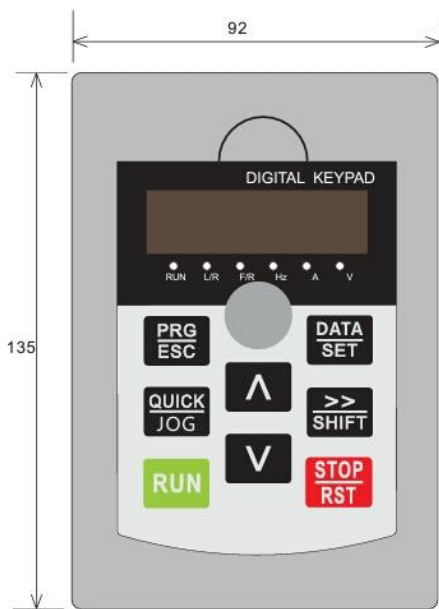 92
135
DIGITAL KEYPAD
RUN L/R F/R Hz A V
PRG
ESC
DATA
SET
QUICK
JOG
>>
SHIFT
RUN
STOP
RST